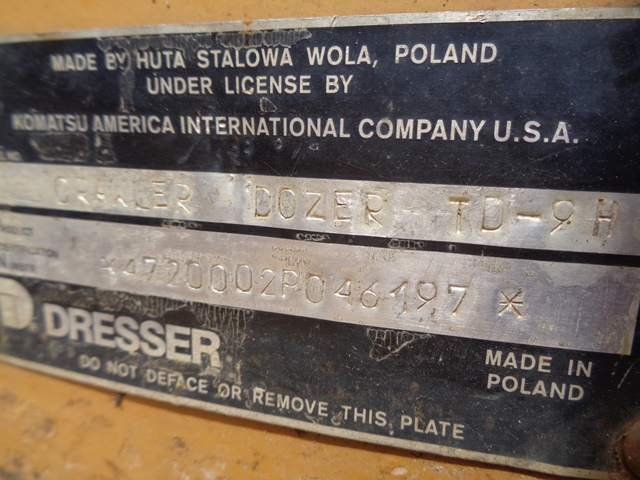 MADE BY HUTA STALOWA WOLA, POLAND
UNDER LICENSE BY
KOMATSU AMERICA INTERNATIONAL COMPANY U.S.A.
CRAWLER DOZER TD-9H
*4720002P046197*
DRESSER
MADE IN
POLAND
DO NOT DEFACE OR REMOVE THIS PLATE